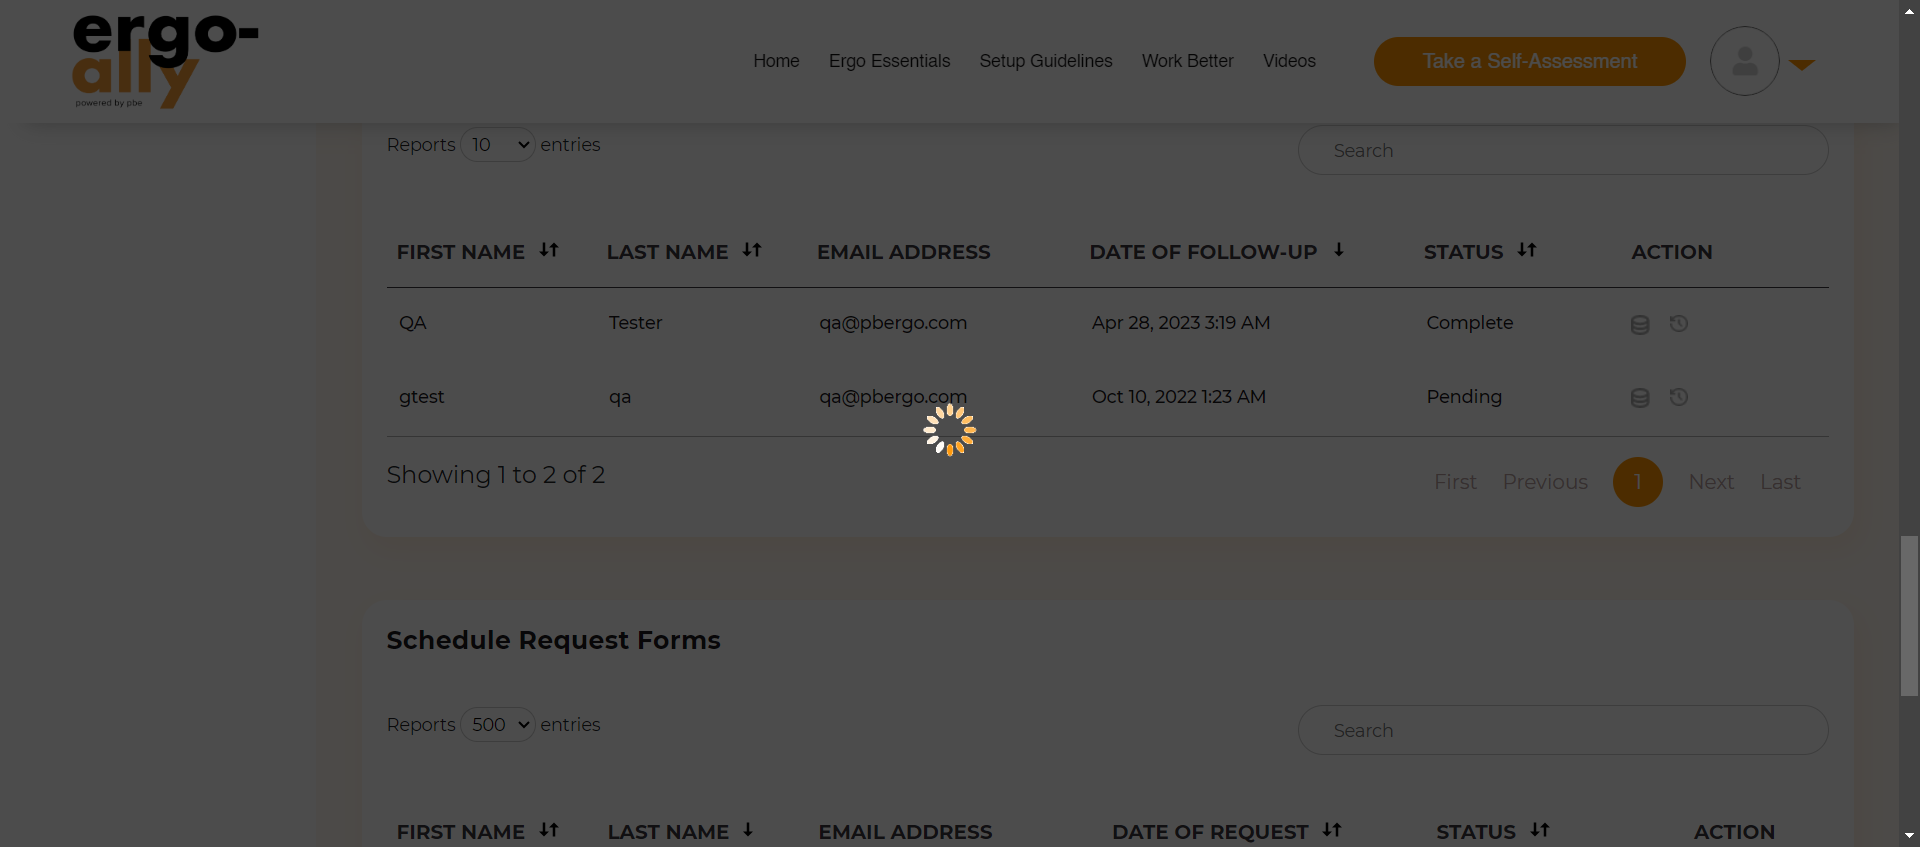 ergo-
ally
powered by pbe
Home Ergo Essentials Setup Guidelines Work Better Videos Take a Self-Assessment
Reports 10 entries Search
FIRST NAME LAST NAME EMAIL ADDRESS DATE OF FOLLOW-UP STATUS ACTION
QA Tester qa@pbergo.com Apr 28, 2023 3:19 AM Complete
gtest qa qa@pbergo.com Oct 10, 2022 1:23 AM Pending
Showing 1 to 2 of 2 First Previous 1 Next Last
Schedule Request Forms
Reports 500 entries Search
FIRST NAME LAST NAME EMAIL ADDRESS DATE OF REQUEST STATUS ACTION